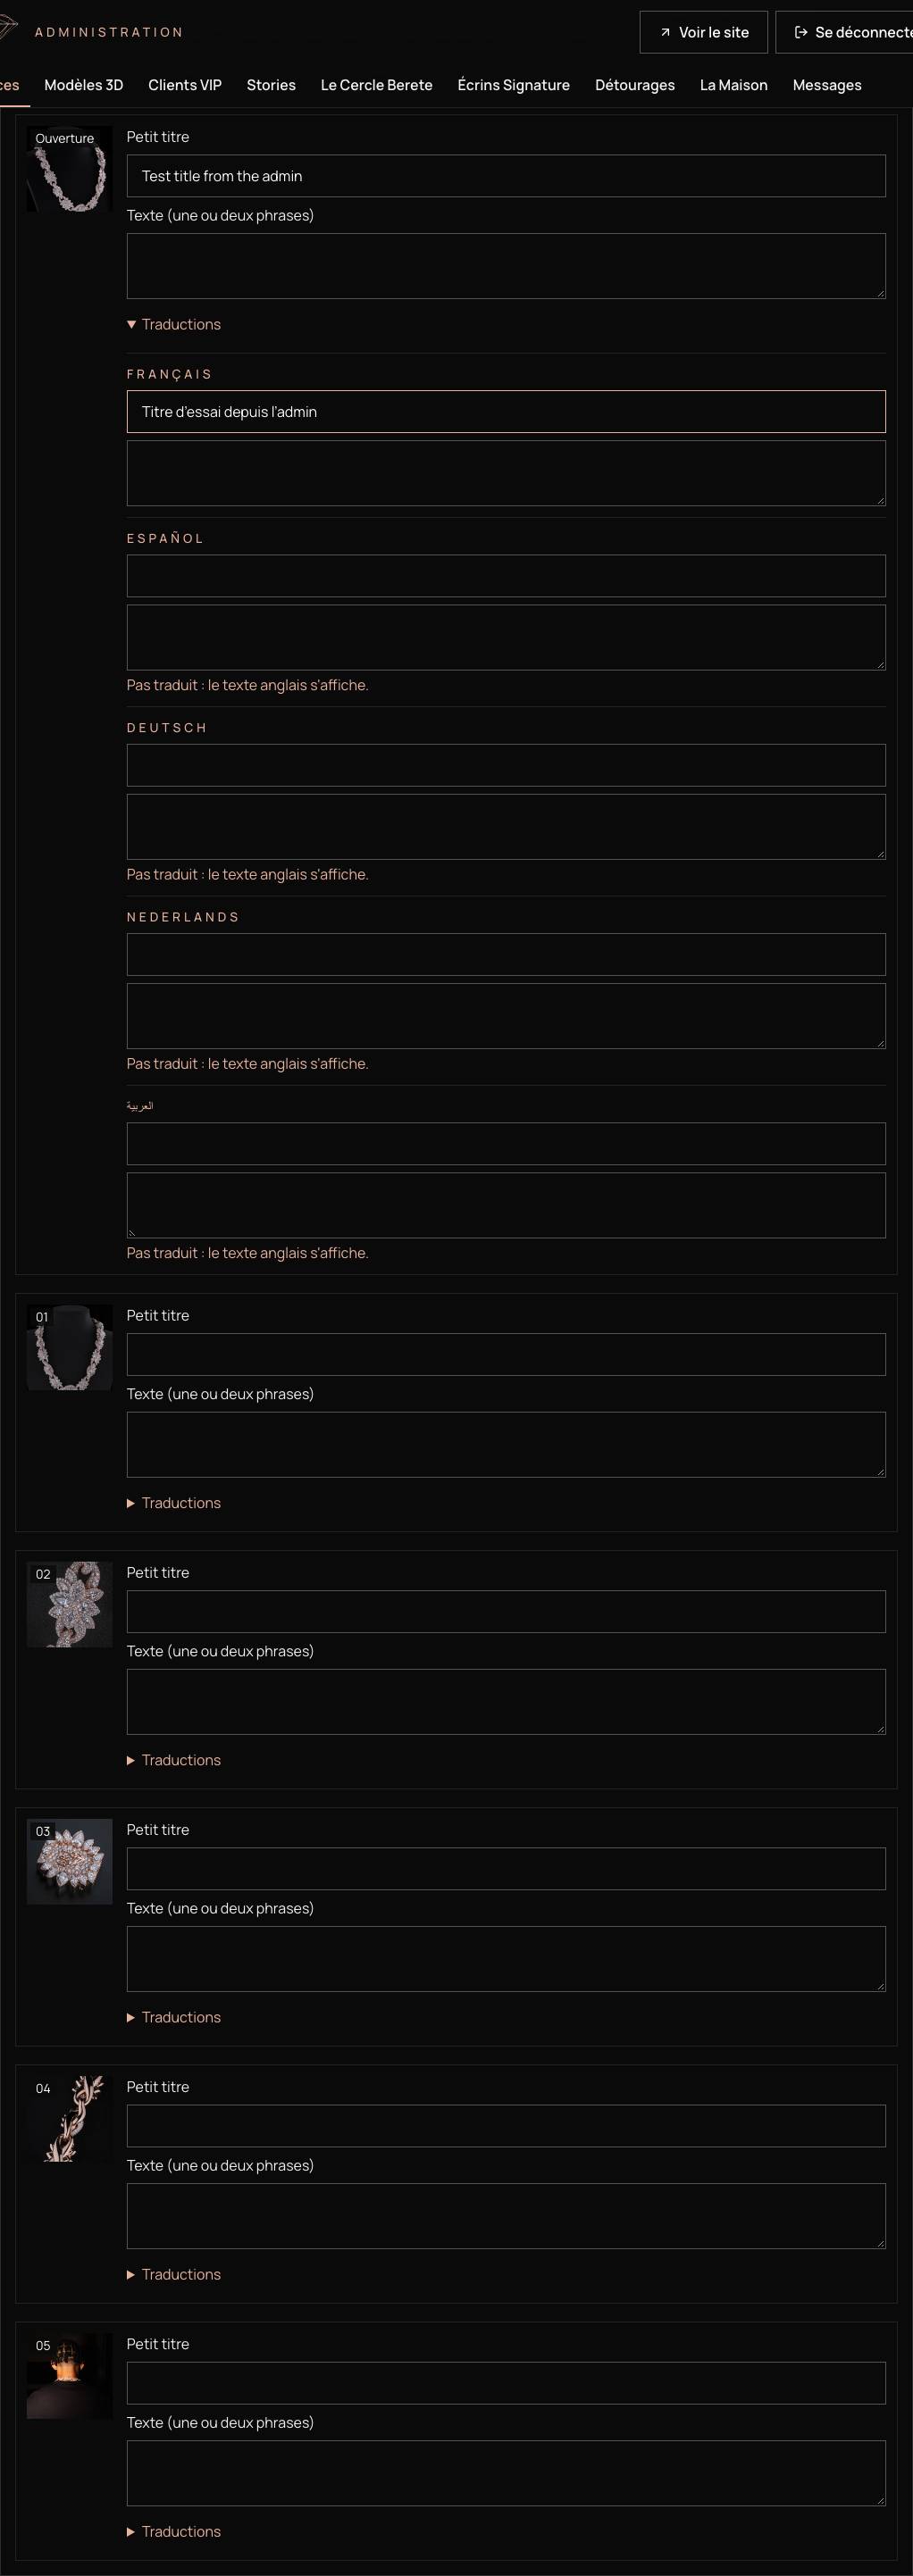 ADMINISTRATION
Voir le site
Se déconnecte
ces
Modèles 3D
Clients VIP
Stories
Le Cercle Berete
Écrins Signature
Détourages
La Maison
Messages
Ouverture
Petit titre
Test title from the admin
Texte (une ou deux phrases)
Traductions
FRANÇAIS
Titre d'essai depuis l'admin
ESPAÑOL
Pas traduit : le texte anglais s'affiche.
DEUTSCH
Pas traduit : le texte anglais s'affiche.
NEDERLANDS
Pas traduit : le texte anglais s'affiche.
العربية
Pas traduit : le texte anglais s'affiche.
01
Petit titre
Texte (une ou deux phrases)
Traductions
02
Petit titre
Texte (une ou deux phrases)
Traductions
03
Petit titre
Texte (une ou deux phrases)
Traductions
04
Petit titre
Texte (une ou deux phrases)
Traductions
05
Petit titre
Texte (une ou deux phrases)
Traductions